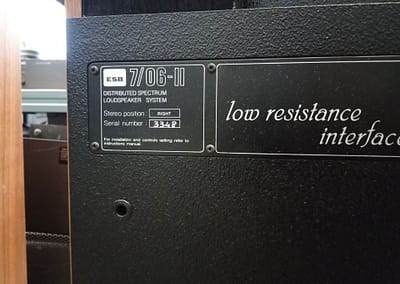 ESB 7/06-II
DISTRIBUTED SPECTRUM
LOUDSPEAKER SYSTEM
Stereo position RIGHT
Serial number 334R
For installation and controls setting refer to
instructions manual
low resistance
interface